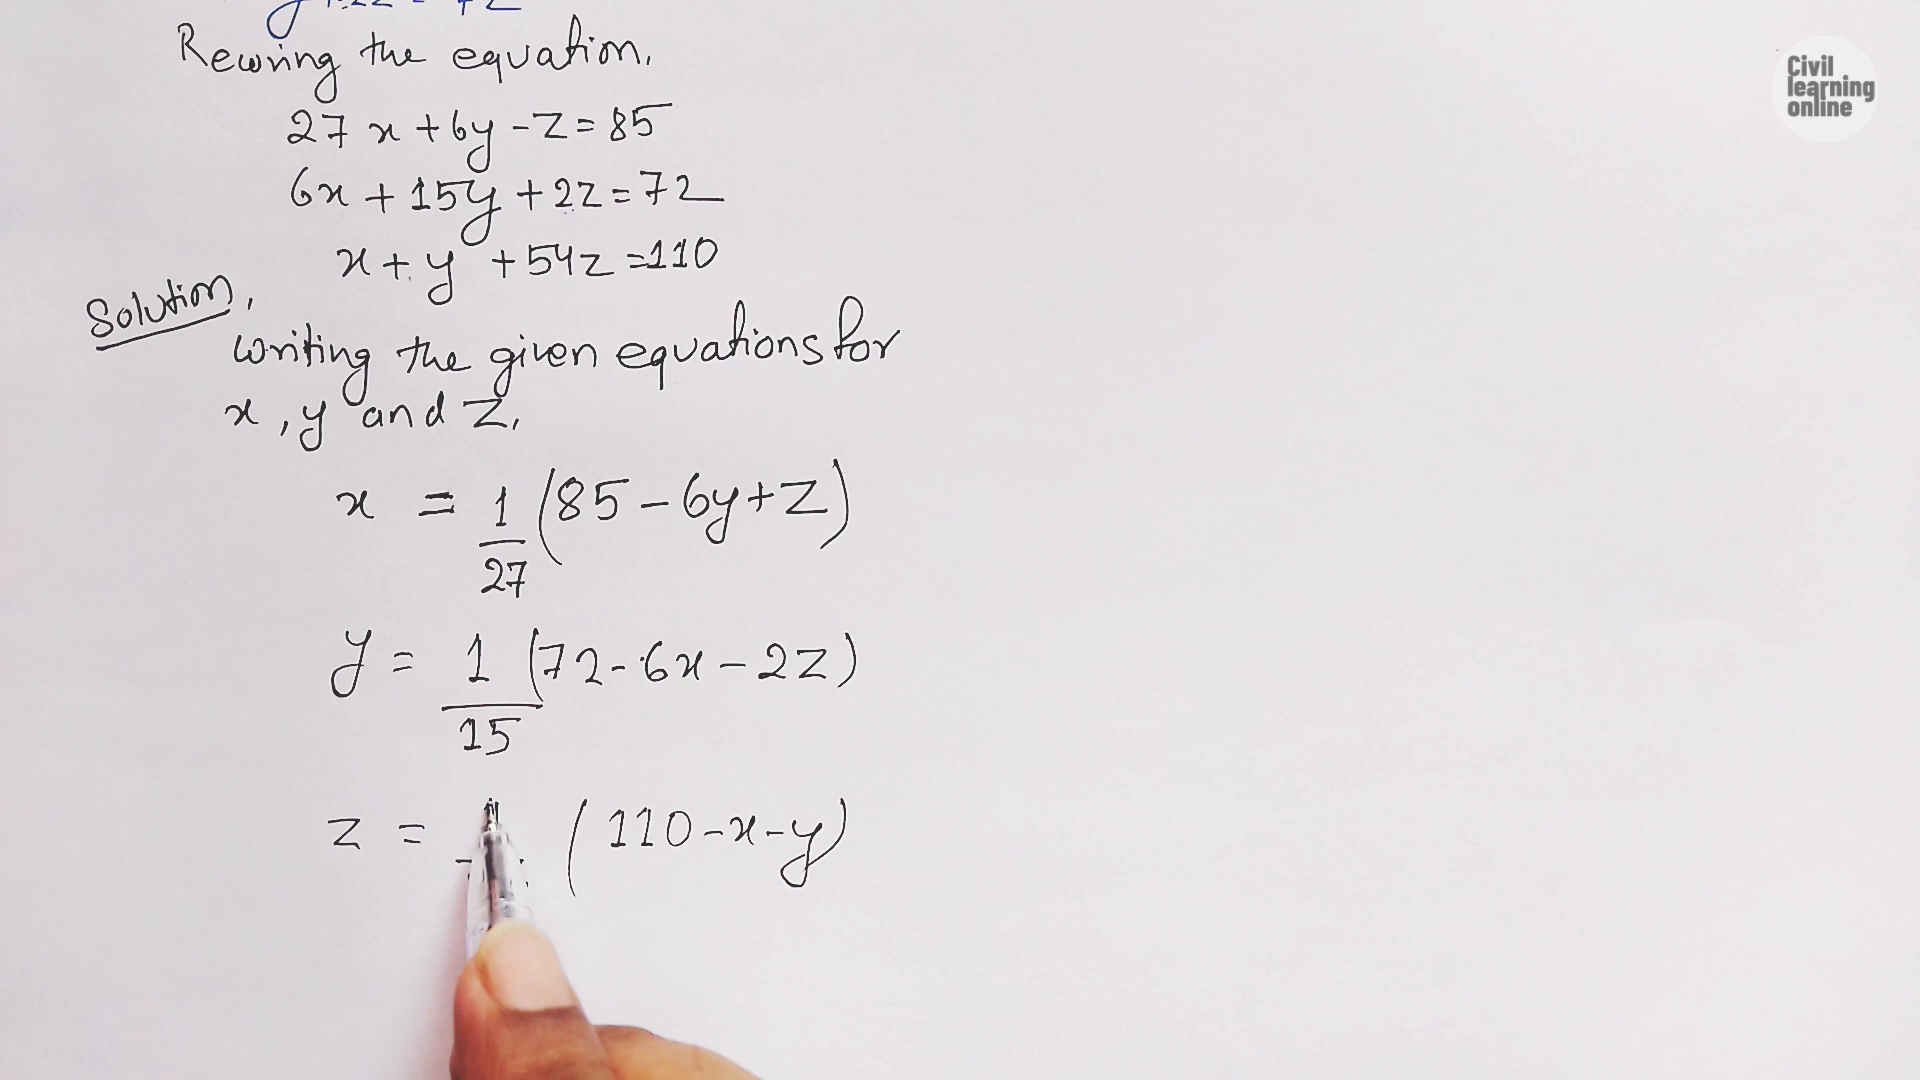 Rewring the equation,
27x+6y-z=85
6x+15y+2z=72
x+y+54z=110
Solution,
writing the given equations for
x, y and z,
x = 1/27 (85-6y+z)
y = 1/15 (72-6x-2z)
z = (110-x-y)
Civil
learning
online